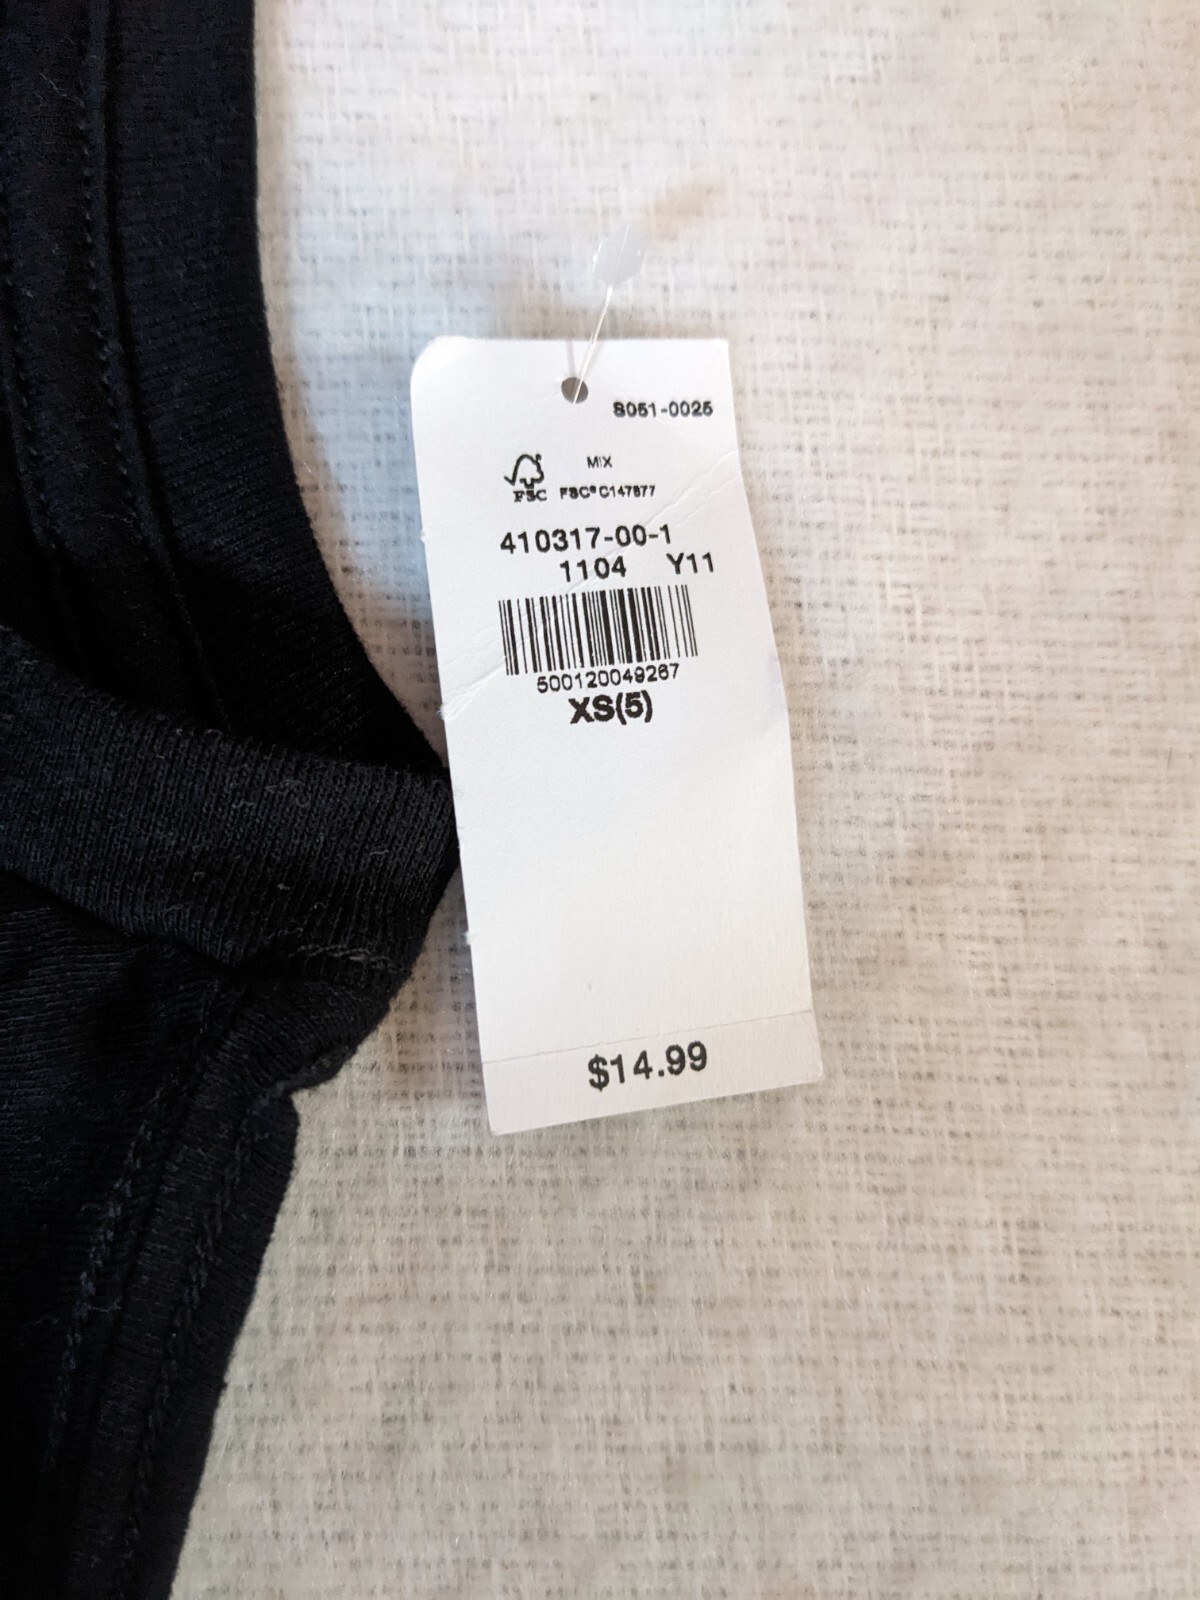 8051-0025
MIX
FSC FSC® C147877
410317-00-1
1104 Y11
500120049267
XS(5)
$14.99